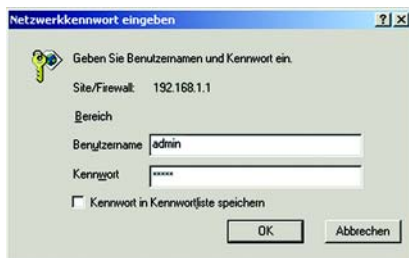 Netzwerkkennwort eingeben
Geben Sie Benutzernamen und Kennwort ein.
Site/Firewall: 192.168.1.1
Bereich
Benutzername admin
Kennwort *****
Kennwort in Kennwortliste speichern
OK Abbrechen